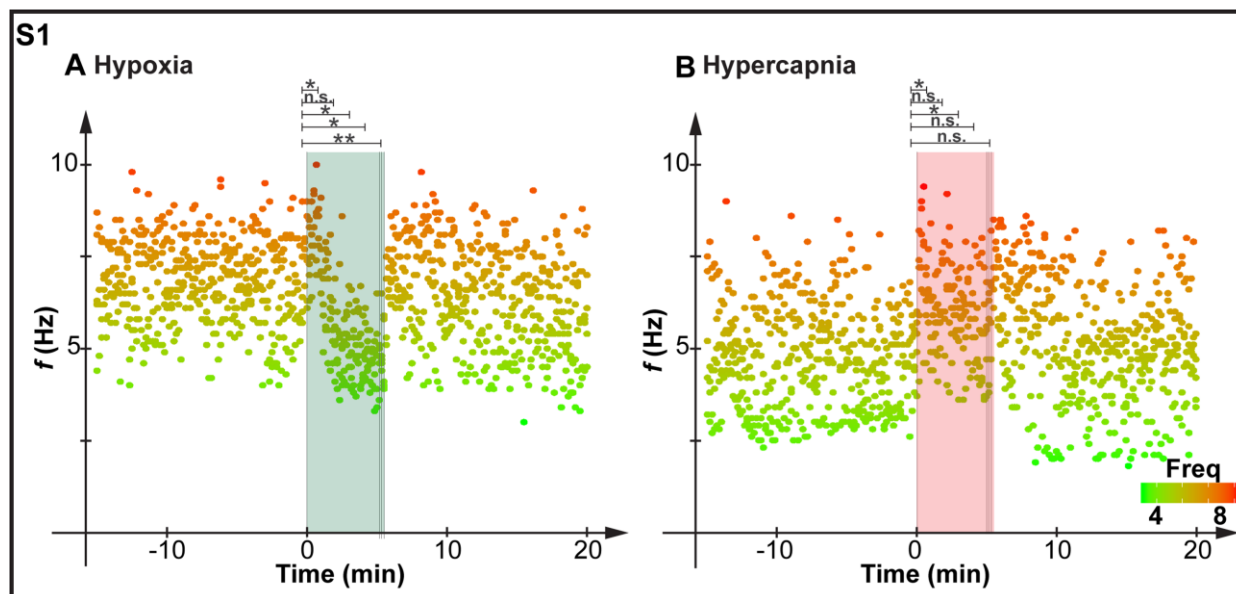 S1
A Hypoxia
*
n.s.
*
*
**
10
5
f (Hz)
-10 0 10 20
Time (min)
B Hypercapnia
*
n.s.
*
n.s.
n.s.
10
5
f (Hz)
Freq
4 8
-10 0 10 20
Time (min)